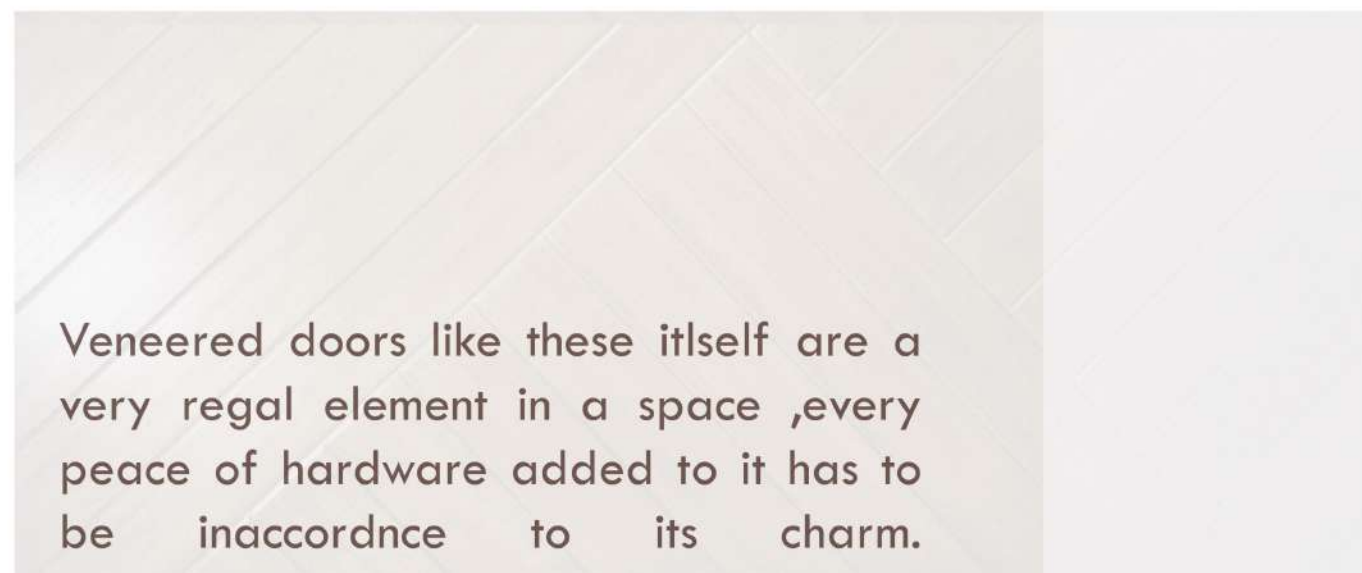 Veneered doors like these itlself are a
very regal element in a space ,every
peace of hardware added to it has to
be inaccordnce to its charm.